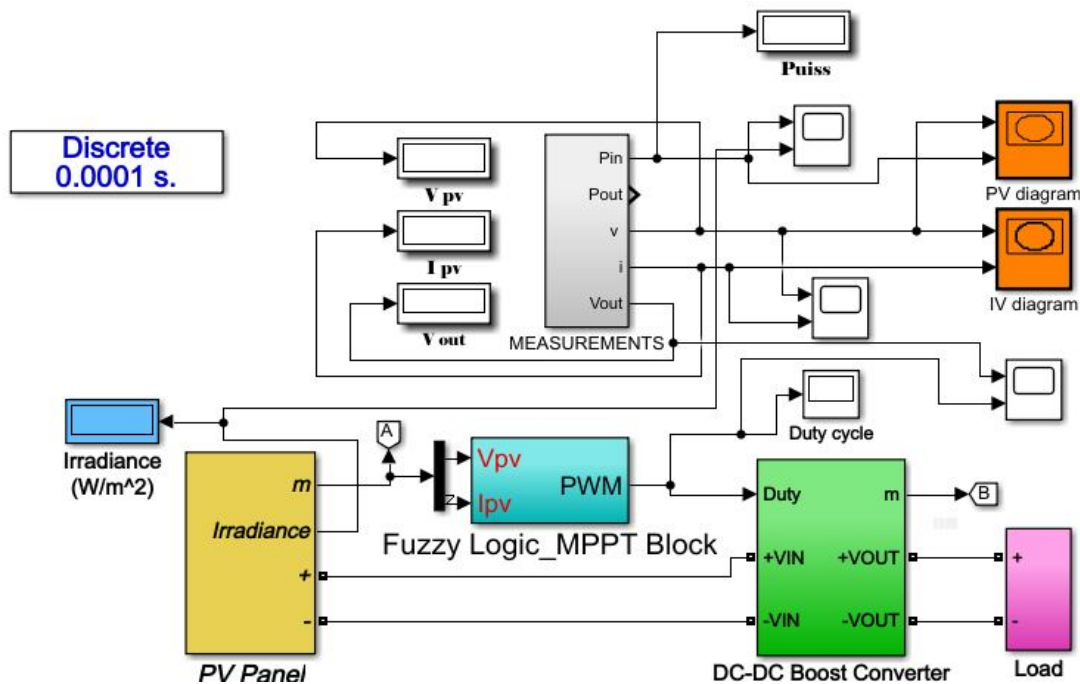 Puiss
Discrete
0.0001 s.
V pv
I pv
V out
Pin
Pout
v
i
Vout
MEASUREMENTS
PV diagram
IV diagram
Duty cycle
Irradiance
(W/m^2)
A
m
Irradiance
+
-
PV Panel
Vpv
Ipv
PWM
Fuzzy Logic_MPPT Block
Duty
m
+VIN
+VOUT
-VIN
-VOUT
DC-DC Boost Converter
B
+
-
Load